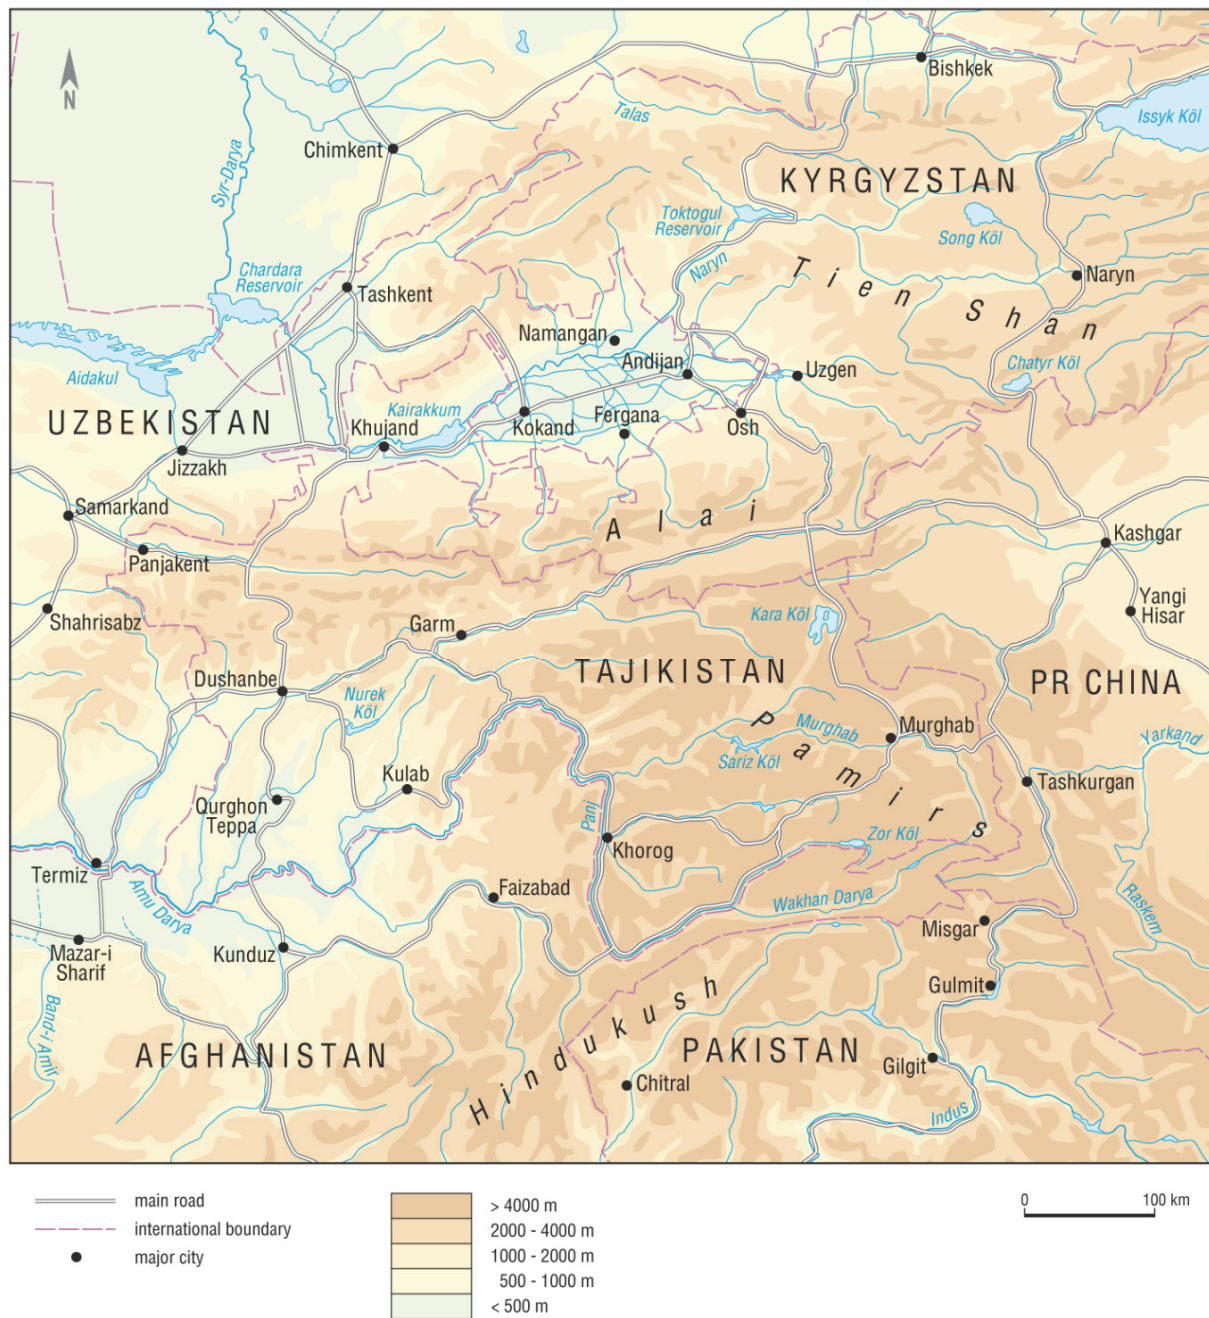 Bishkek
Issyk Köl
Talas
Chimkent
Syr-Darya
KYRGYZSTAN
Toktogul
Reservoir
Song Köl
Naryn
Naryn
Chardara
Reservoir
Tashkent
Tien Shan
Namangan
Andijan
Uzgen
Chatyr Köl
Aidakul
UZBEKISTAN
Kairakkum
Khujand
Kokand
Fergana
Osh
Jizzakh
Samarkand
Alai
Kashgar
Panjakent
Yangi
Hisar
Shahrisabz
Garm
Kara Köl
TAJIKISTAN
PR CHINA
Dushanbe
Nurek
Köl
Pamirs
Murghab
Murghab
Yarkand
Sariz Köl
Kulab
Tashkurgan
Qurghon
Teppa
Panj
Khorog
Zor Köl
Termiz
Amu Darya
Faizabad
Wakhan Darya
Raskem
Misgar
Mazar-i
Sharif
Kunduz
Gulmit
Band-i Amir
Hindukush
AFGHANISTAN
PAKISTAN
Gilgit
Chitral
Indus
N
main road
international boundary
major city
> 4000 m
2000 - 4000 m
1000 - 2000 m
500 - 1000 m
< 500 m
0 100 km